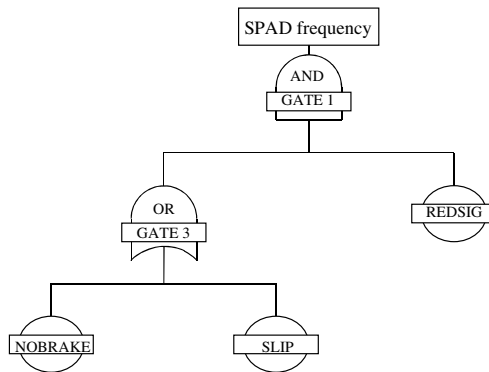 SPAD frequency
AND
GATE 1
OR
GATE 3
REDSIG
NOBRAKE
SLIP